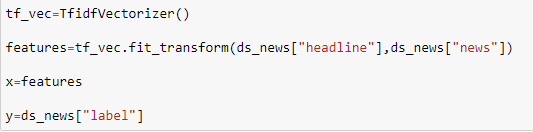 tf_vec=TfidfVectorizer()
features=tf_vec.fit_transform(ds_news["headline"],ds_news["news"])
x=features
y=ds_news["label"]